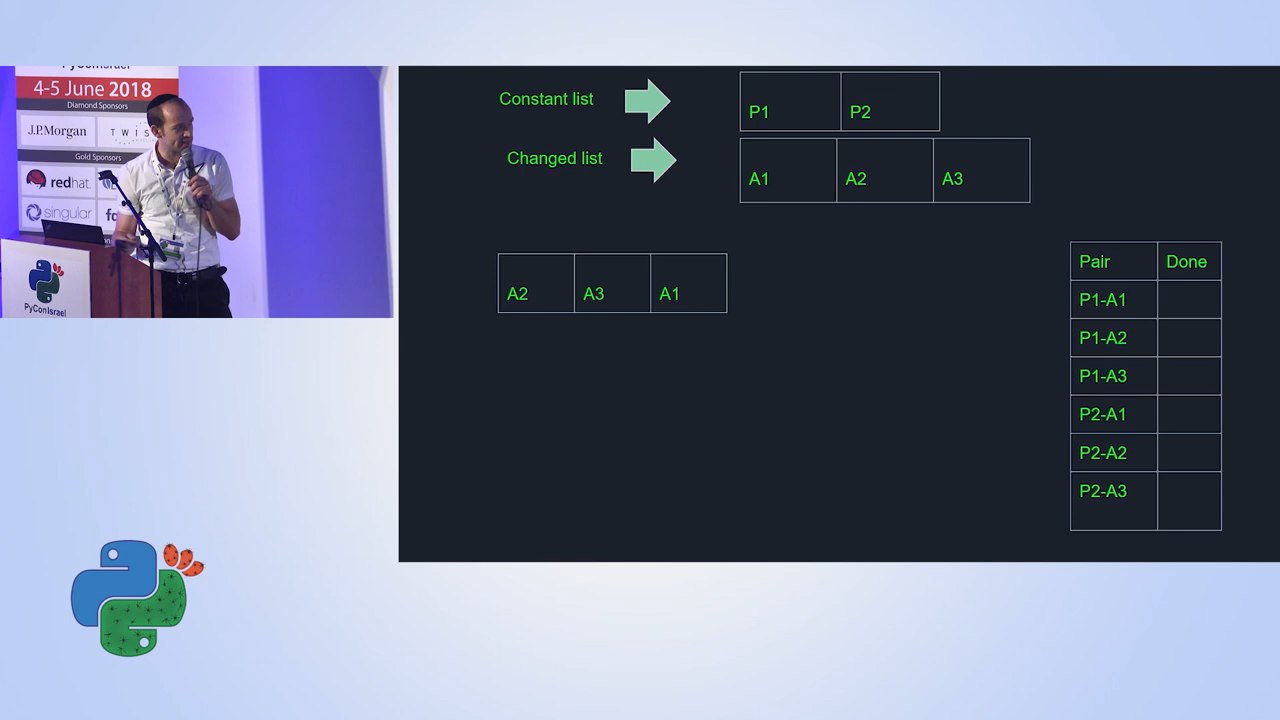 PyConIsrael
4-5 June 2018
Diamond Sponsors
J.P.Morgan
TWIS
Gold Sponsors
redhat.
singular
PyConIsrael
Constant list
P1 P2
Changed list
A1 A2 A3
A2 A3 A1
Pair Done
P1-A1
P1-A2
P1-A3
P2-A1
P2-A2
P2-A3